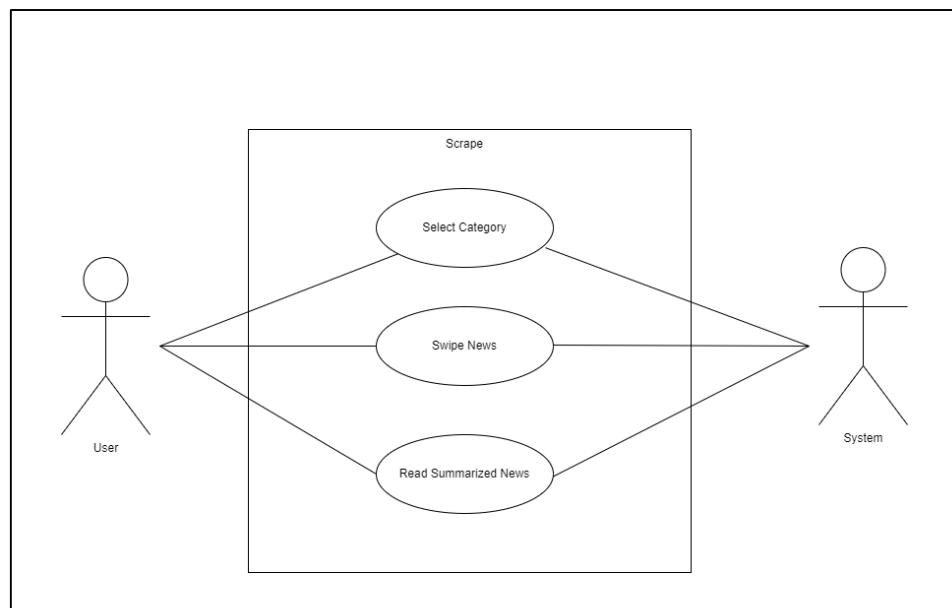 Scrape
Select Category
Swipe News
Read Summarized News
User
System